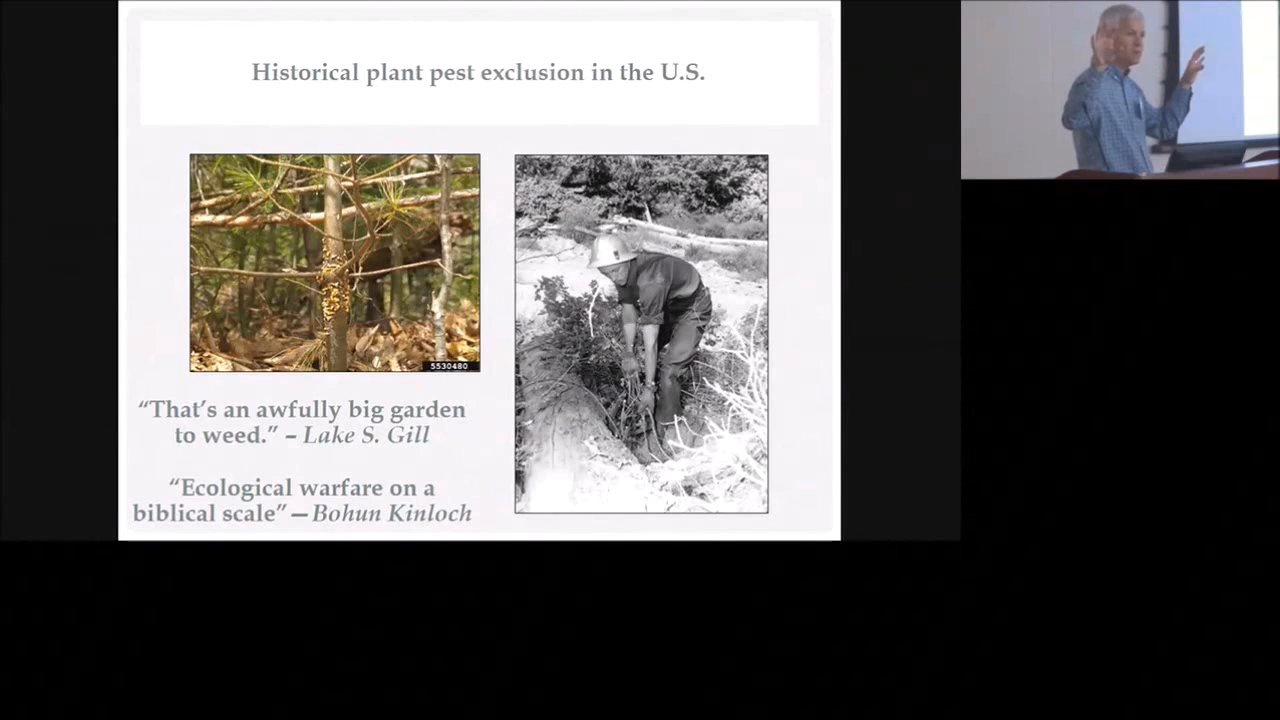 Historical plant pest exclusion in the U.S.
5530480
“That’s an awfully big garden
to weed.” – Lake S. Gill
“Ecological warfare on a
biblical scale”—Bohun Kinloch